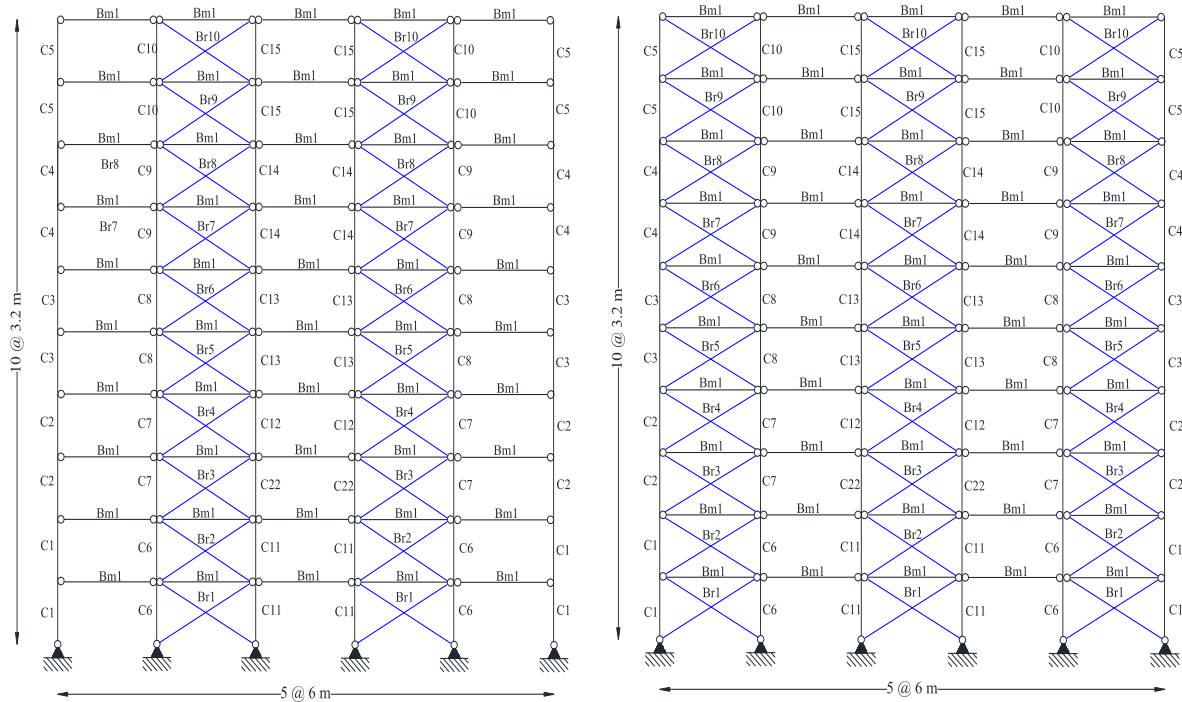 Bm1 Bm1 Bm1 Bm1 Bm1 Bm1 Bm1 Bm1 Bm1 Bm1
C5 C10 Br10 C15 C15 Br10 C10 C5 C5 Br10 C10 C15 Br10 C15 C10 Br10 C5
Bm1 Bm1 Bm1 Bm1 Bm1 Bm1 Bm1 Bm1 Bm1 Bm1
C5 C10 Br9 C15 C15 Br9 C10 C5 C5 Br9 C10 C15 Br9 C15 C10 Br9 C5
Bm1 Bm1 Bm1 Bm1 Bm1 Bm1 Bm1 Bm1 Bm1 Bm1
C4 Br8 C9 Br8 C14 C14 Br8 C9 C4 C4 Br8 C9 C14 Br8 C14 C9 Br8 C4
Bm1 Bm1 Bm1 Bm1 Bm1 Bm1 Bm1 Bm1 Bm1 Bm1
C4 Br7 C9 Br7 C14 C14 Br7 C9 C4 C4 Br7 C9 C14 Br7 C14 C9 Br7 C4
Bm1 Bm1 Bm1 Bm1 Bm1 Bm1 Bm1 Bm1 Bm1 Bm1
C3 C8 Br6 C13 C13 Br6 C8 C3 C3 Br6 C8 C13 Br6 C13 C8 Br6 C3
10 @ 3.2 m 10 @ 3.2 m
Bm1 Bm1 Bm1 Bm1 Bm1 Bm1 Bm1 Bm1 Bm1 Bm1
C3 C8 Br5 C13 C13 Br5 C8 C3 C3 Br5 C8 C13 Br5 C13 C8 Br5 C3
Bm1 Bm1 Bm1 Bm1 Bm1 Bm1 Bm1 Bm1 Bm1 Bm1
C2 C7 Br4 C12 C12 Br4 C7 C2 C2 Br4 C7 C12 Br4 C12 C7 Br4 C2
Bm1 Bm1 Bm1 Bm1 Bm1 Bm1 Bm1 Bm1 Bm1 Bm1
C2 C7 Br3 C22 C22 Br3 C7 C2 C2 Br3 C7 C22 Br3 C22 C7 Br3 C2
Bm1 Bm1 Bm1 Bm1 Bm1 Bm1 Bm1 Bm1 Bm1 Bm1
C1 C6 Br2 C11 C11 Br2 C6 C1 C1 Br2 C6 C11 Br2 C11 C6 Br2 C1
Bm1 Bm1 Bm1 Bm1 Bm1 Bm1 Bm1 Bm1 Bm1 Bm1
C1 C6 Br1 C11 C11 Br1 C6 C1 C1 Br1 C6 C11 Br1 C11 C6 Br1 C1
5 @ 6 m 5 @ 6 m